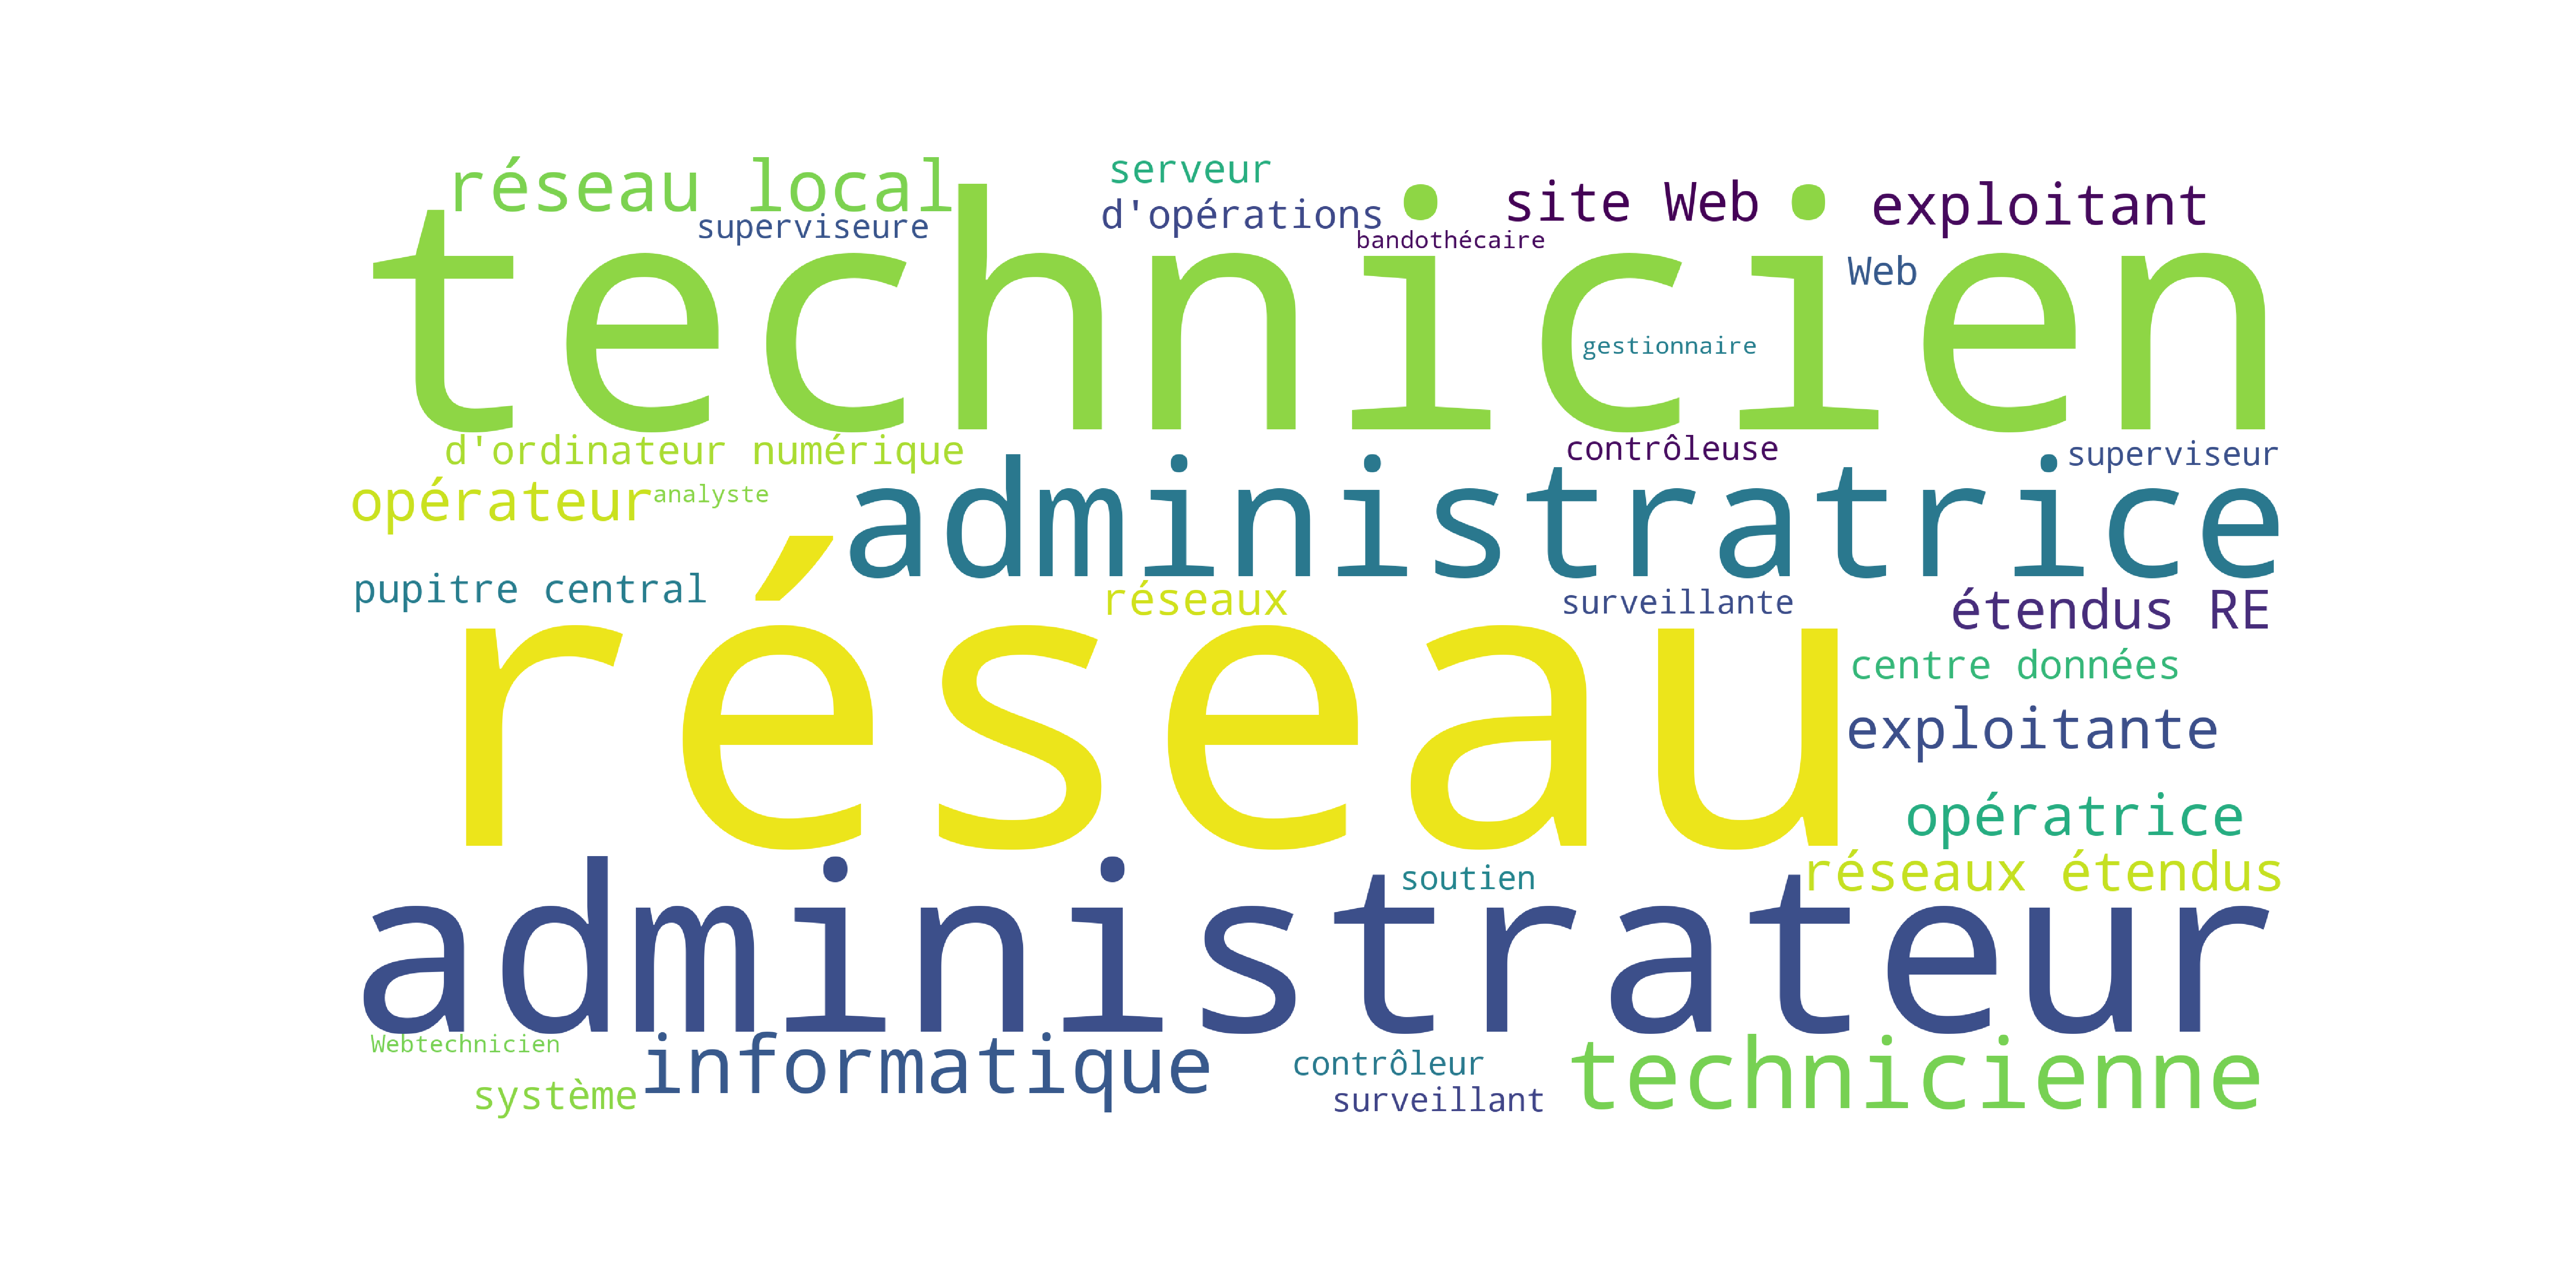 réseau local
serveur
site Web
exploitant
superviseure
d'opérations
bandothécaire
Web
technicien
gestionnaire
d'ordinateur numérique
contrôleuse
superviseur
opérateur
analyste
administratrice
pupitre central
réseaux
surveillante
étendus RE
centre données
réseau
exploitante
opératrice
soutien
réseaux étendus
administrateur
Webtechnicien
informatique
contrôleur
technicienne
système
surveillant